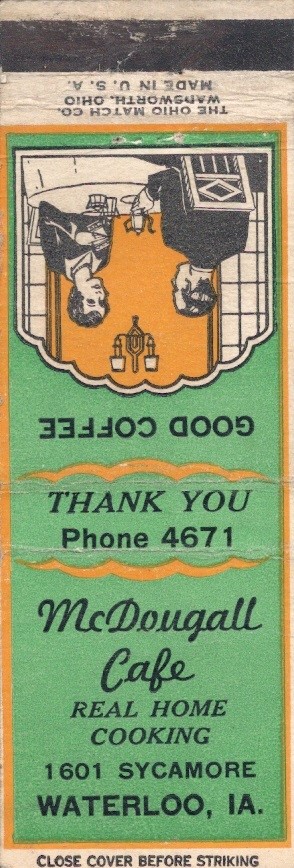 THE OHIO MATCH CO.
WADSWORTH, OHIO
MADE IN U. S. A.
GOOD COFFEE
THANK YOU
Phone 4671
McDougall
Cafe
REAL HOME
COOKING
1601 SYCAMORE
WATERLOO, IA.
CLOSE COVER BEFORE STRIKING